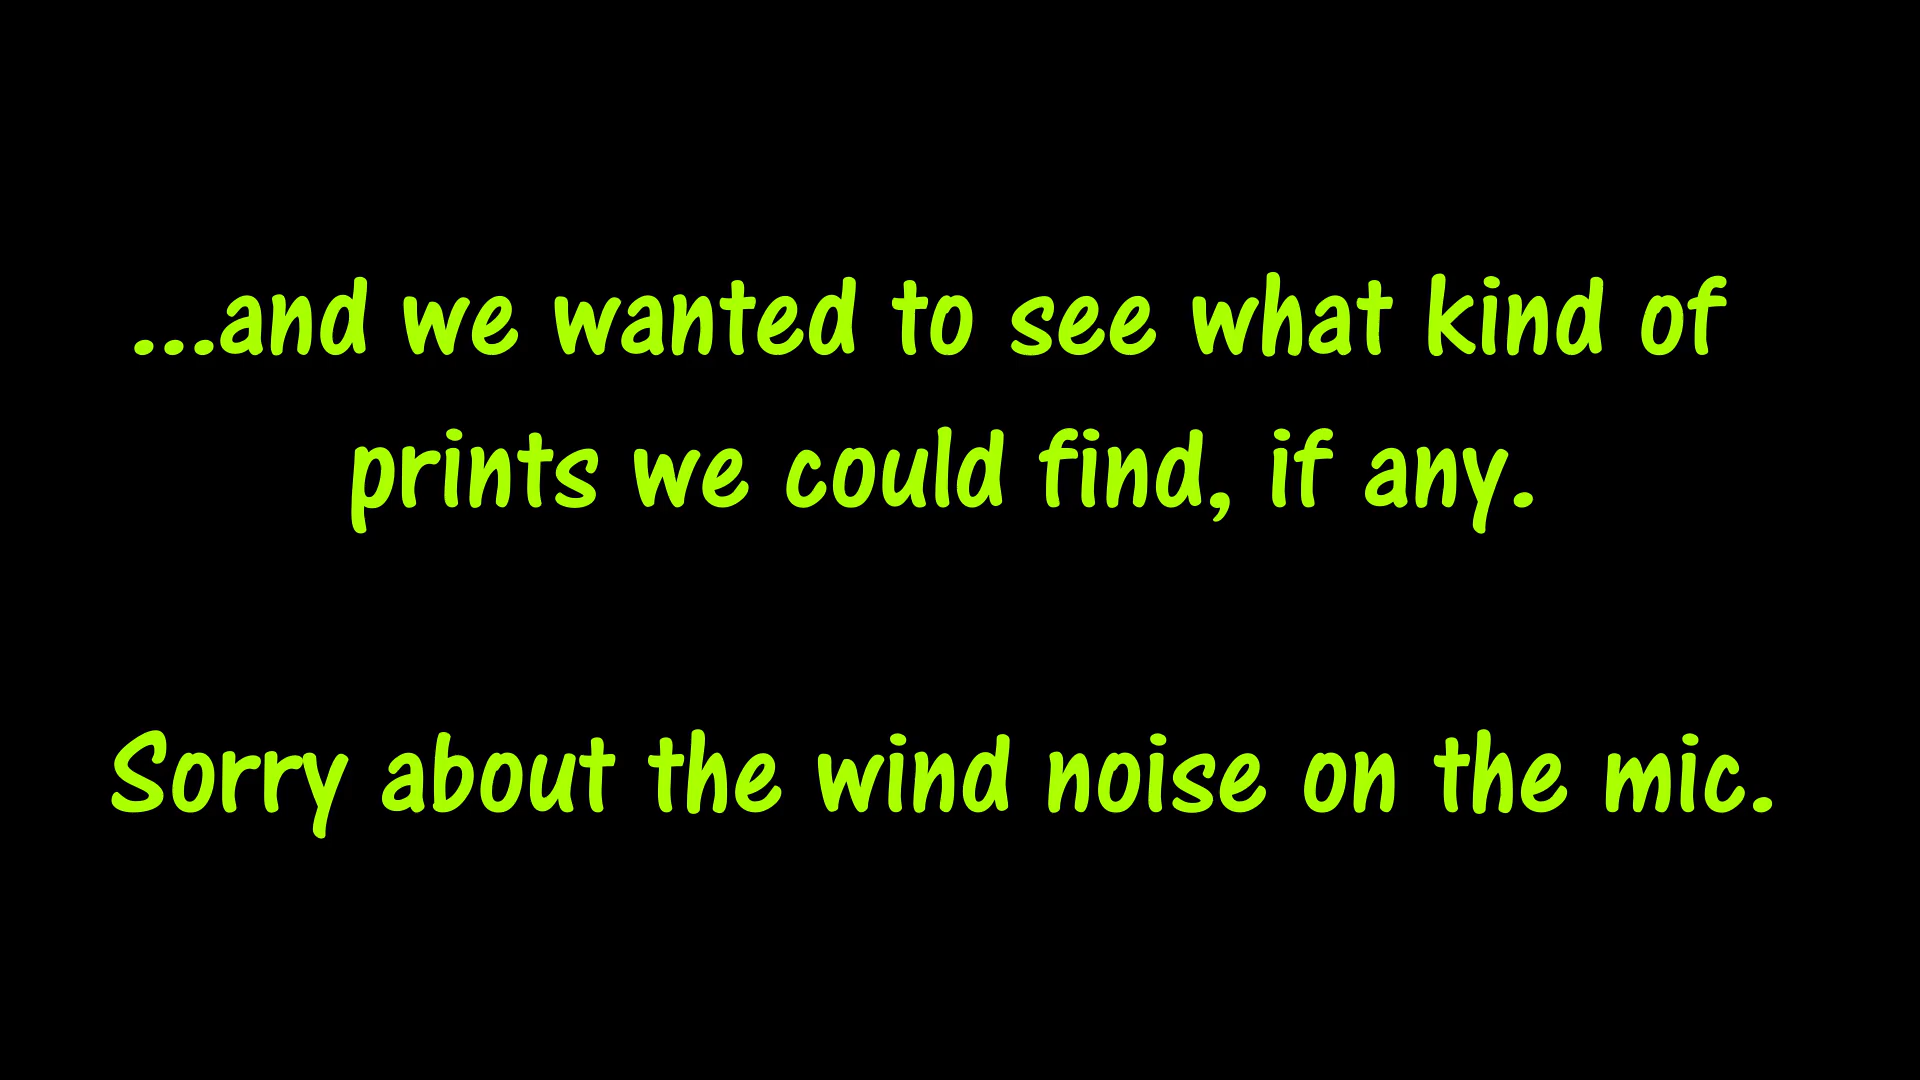 ...and we wanted to see what kind of
prints we could find, if any.
Sorry about the wind noise on the mic.